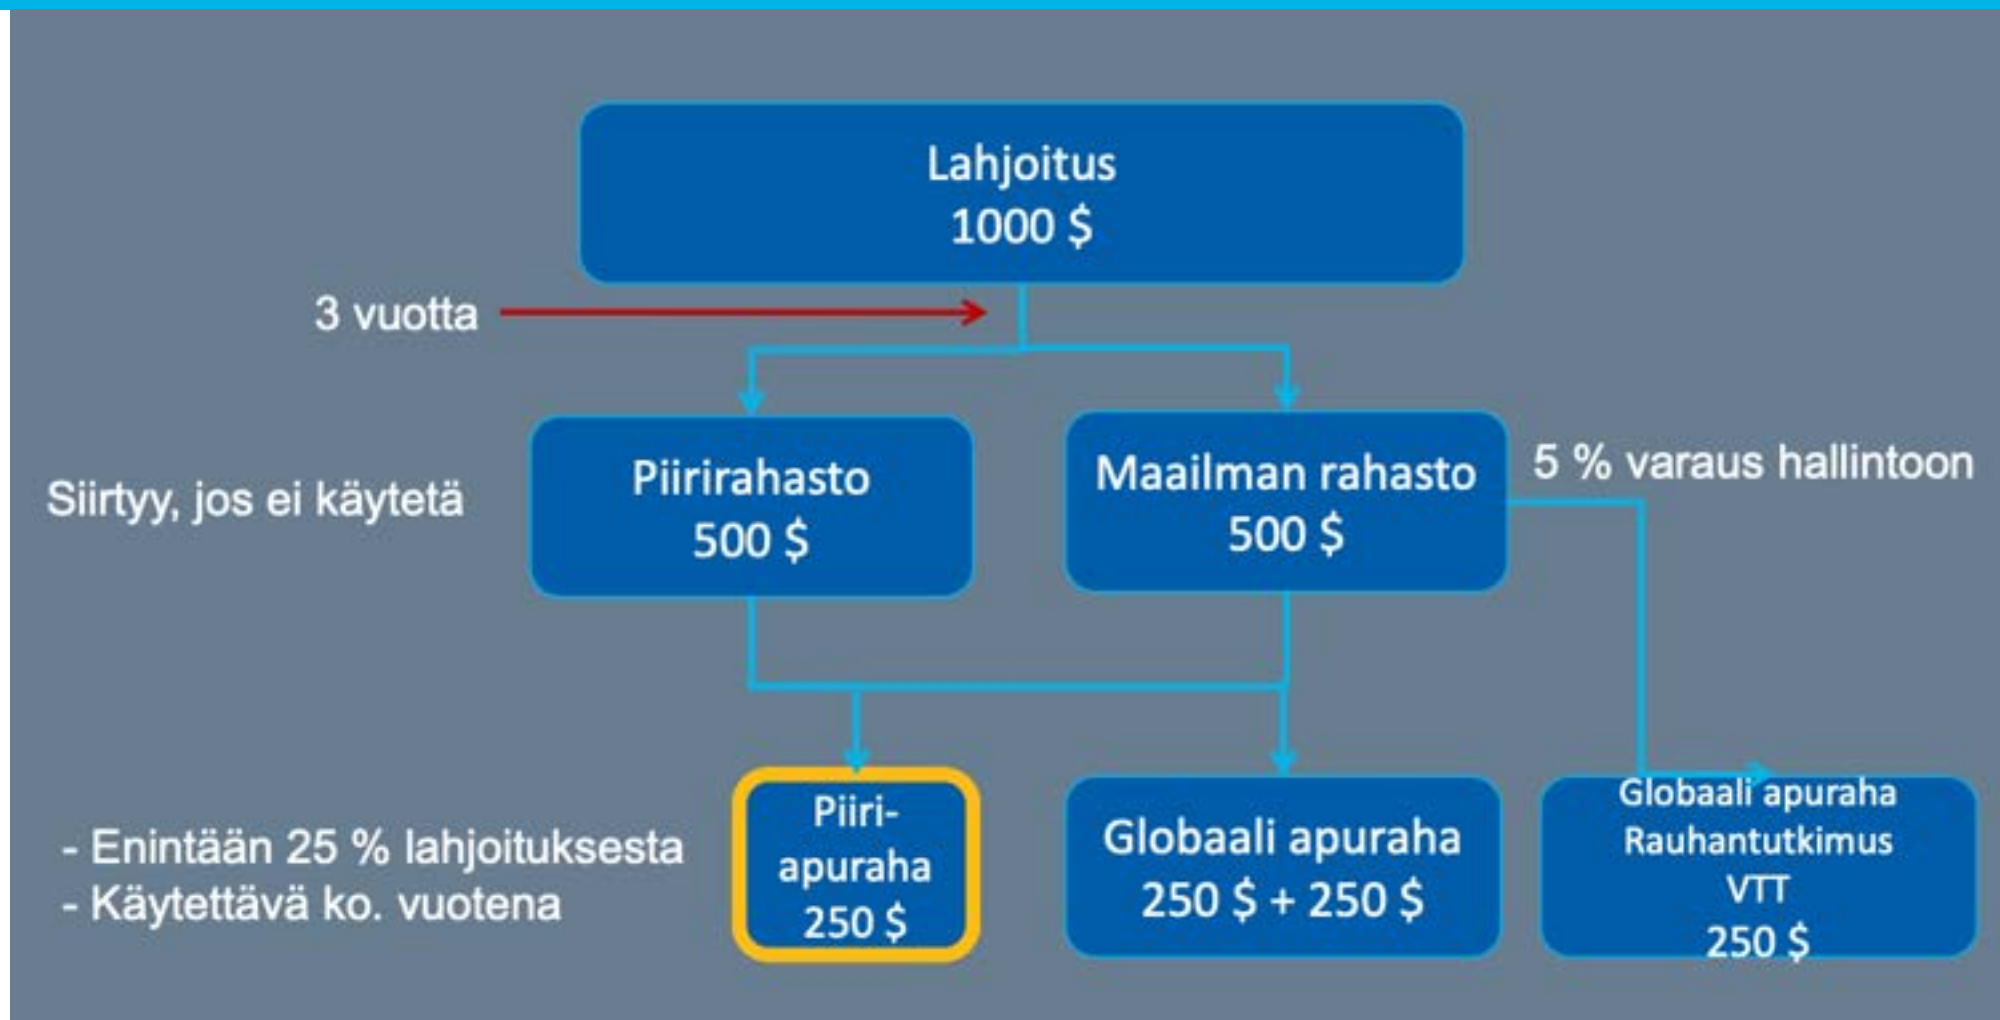 Lahjoitus
1000 $
3 vuotta
Siirtyy, jos ei käytetä
Piirirahasto
500 $
Maailman rahasto
500 $
5 % varaus hallintoon
- Enintään 25 % lahjoituksesta
- Käytettävä ko. vuotena
Piiri-
apuraha
250 $
Globaali apuraha
250 $ + 250 $
Globaali apuraha
Rauhantutkimus
VTT
250 $